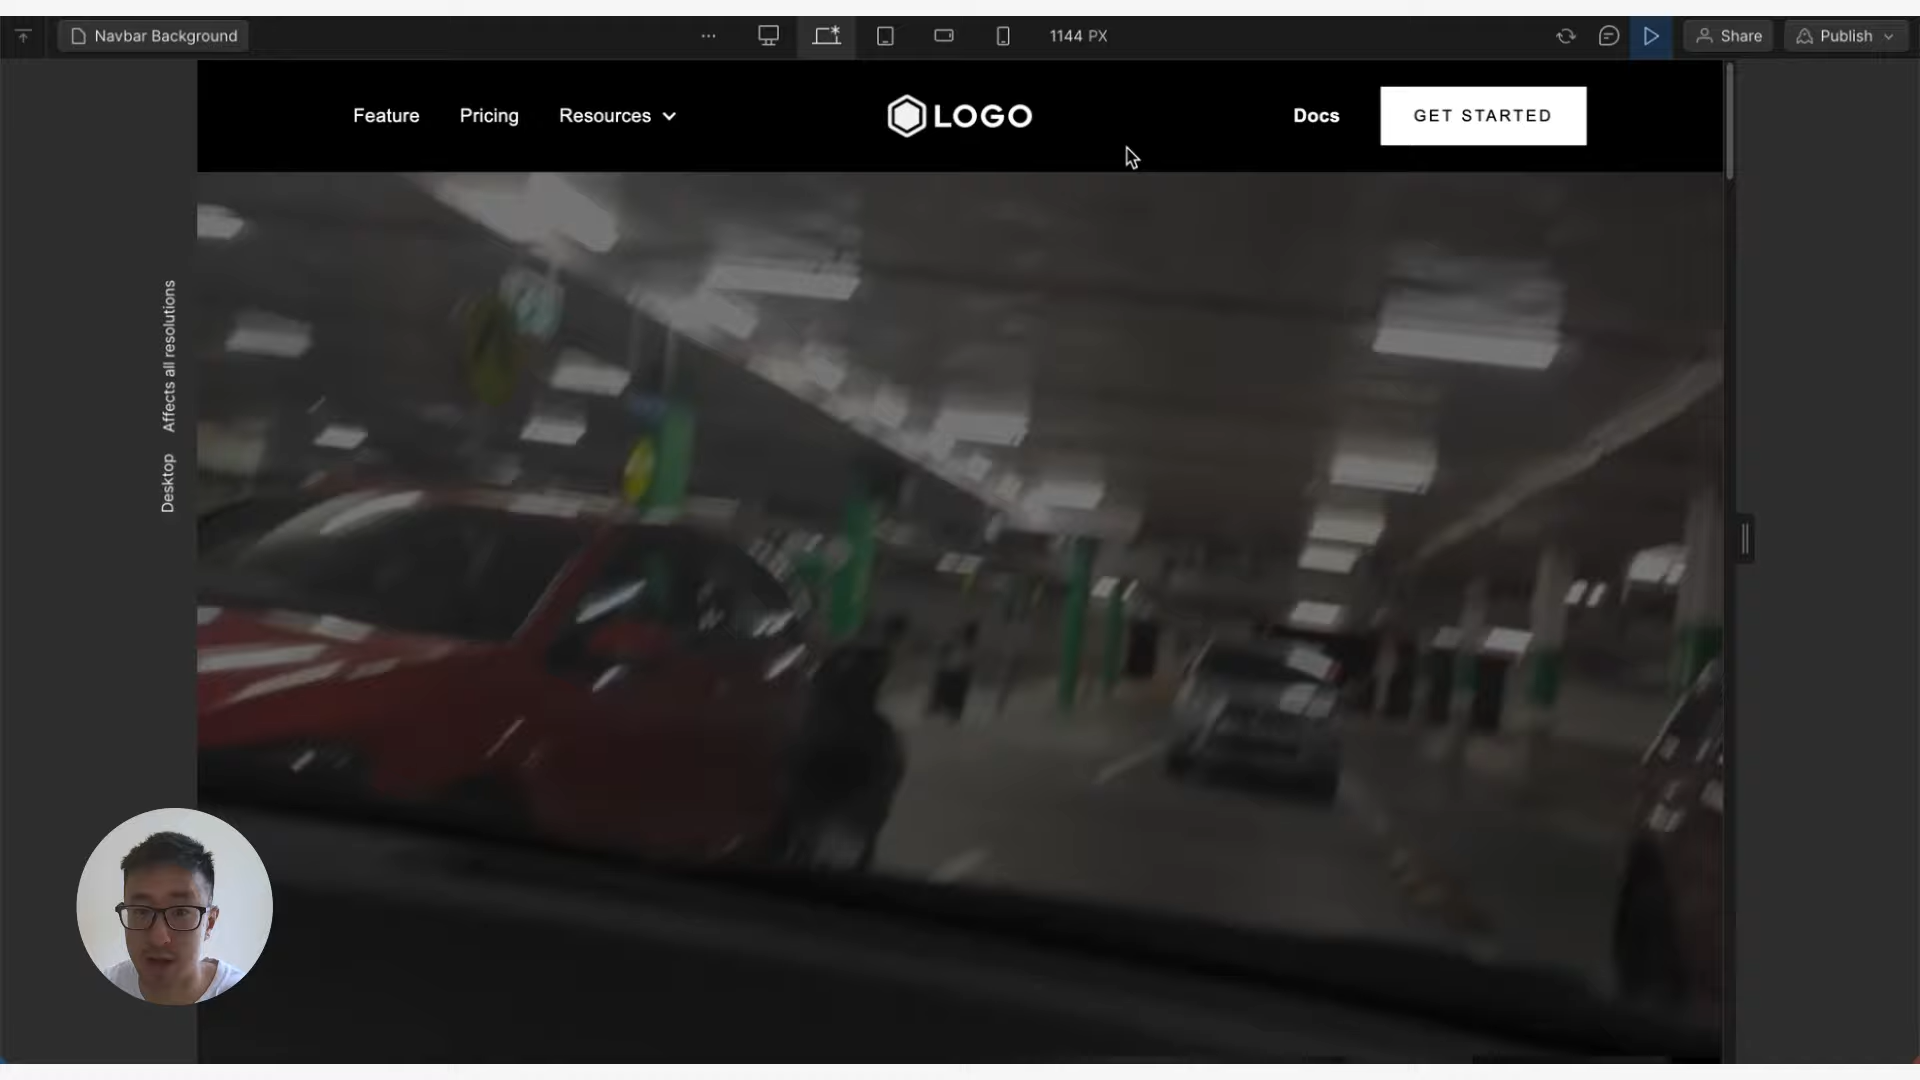 Navbar Background
1144 PX
Share
Publish
Feature
Pricing
Resources
LOGO
Docs
GET STARTED
Desktop Affects all resolutions